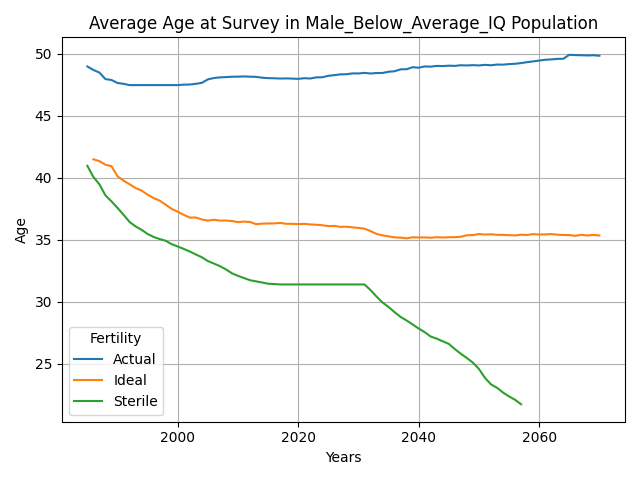 Average Age at Survey in Male_Below_Average_IQ Population
50
45
40
35
30
25
Age
Fertility
Actual
Ideal
Sterile
2000 2020 2040 2060
Years